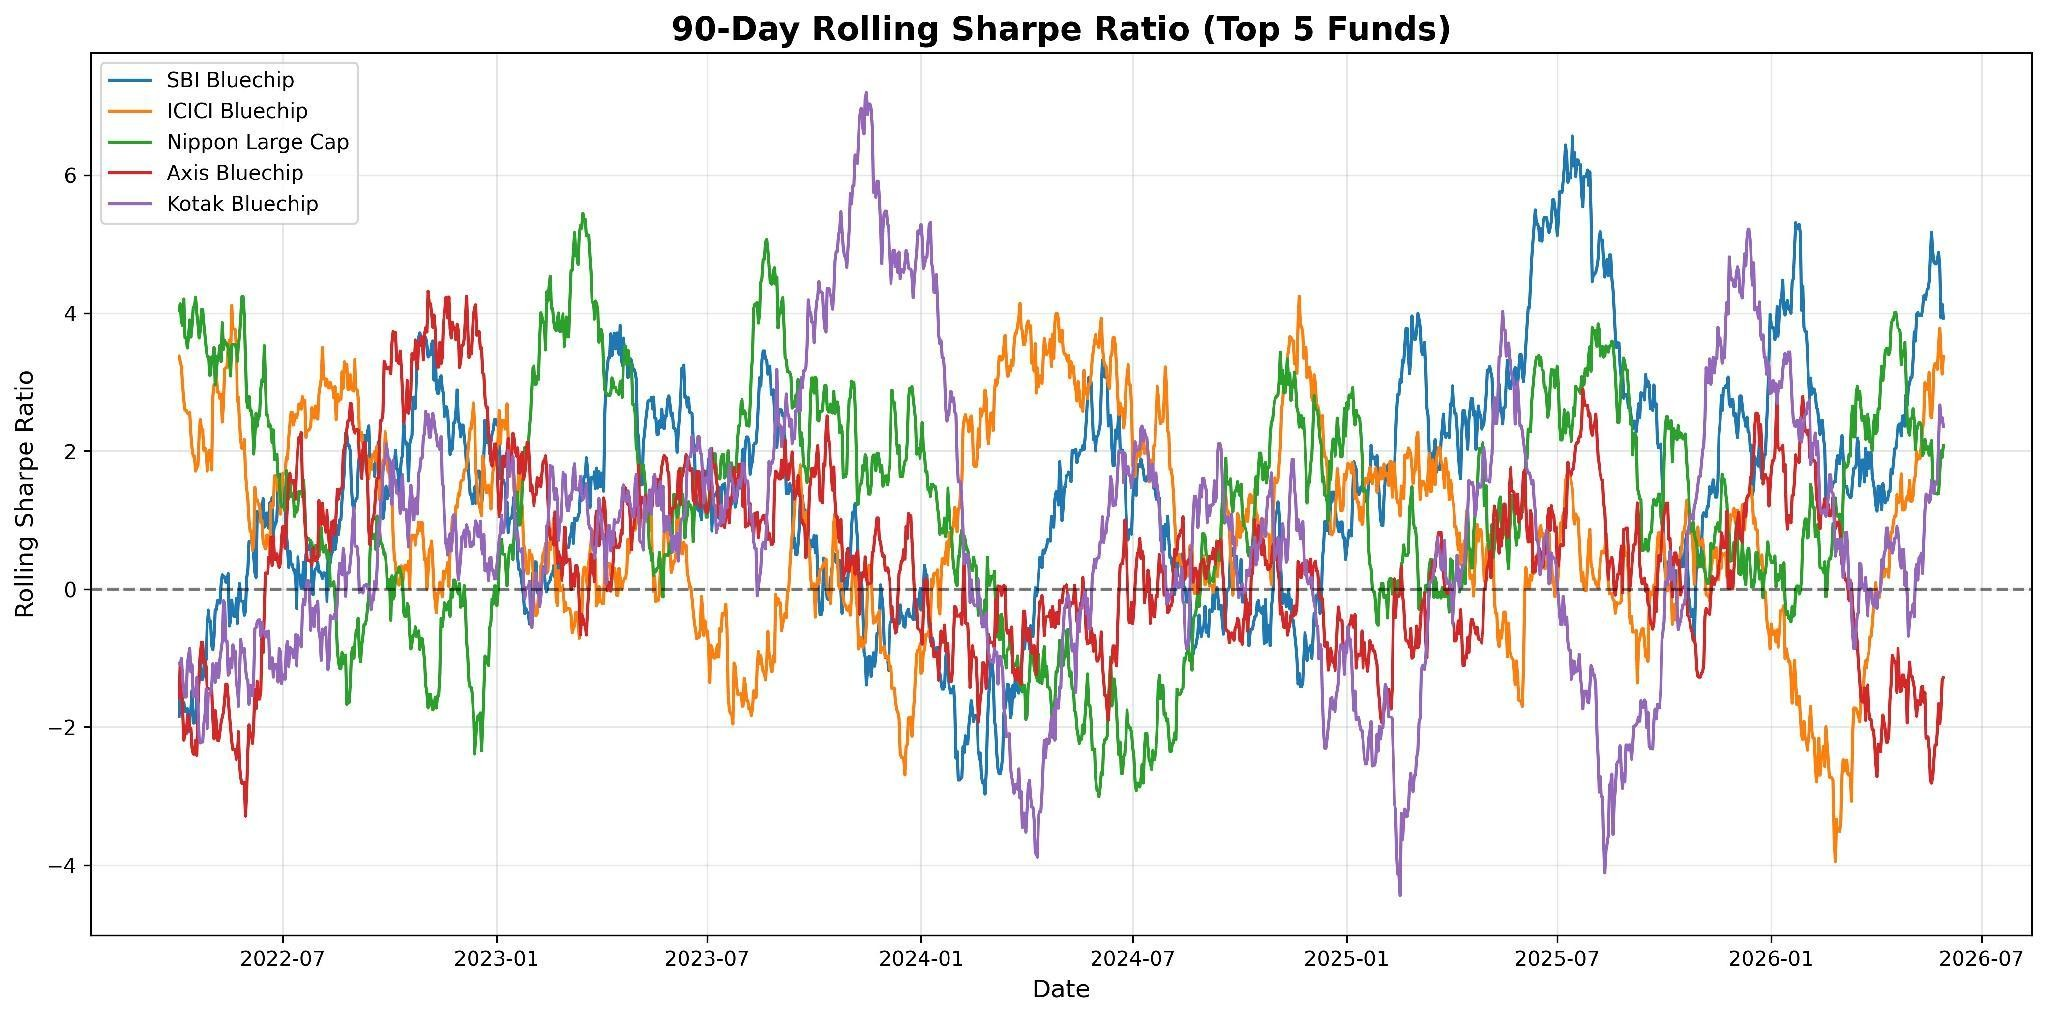 90-Day Rolling Sharpe Ratio (Top 5 Funds)
SBI Bluechip
ICICI Bluechip
Nippon Large Cap
Axis Bluechip
Kotak Bluechip
Rolling Sharpe Ratio
6
4
2
0
−2
−4
2022-07
2023-01
2023-07
2024-01
2024-07
2025-01
2025-07
2026-01
2026-07
Date